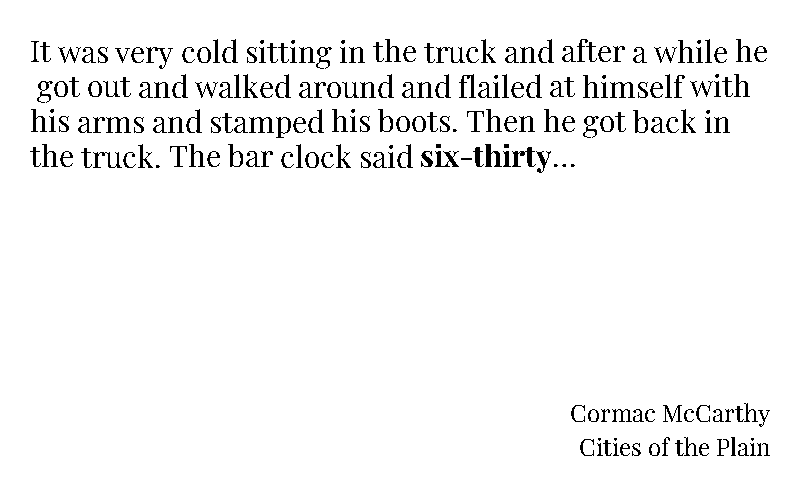 It was very cold sitting in the truck and after a while he
got out and walked around and flailed at himself with
his arms and stamped his boots. Then he got back in
the truck. The bar clock said six-thirty...
Cormac McCarthy
Cities of the Plain